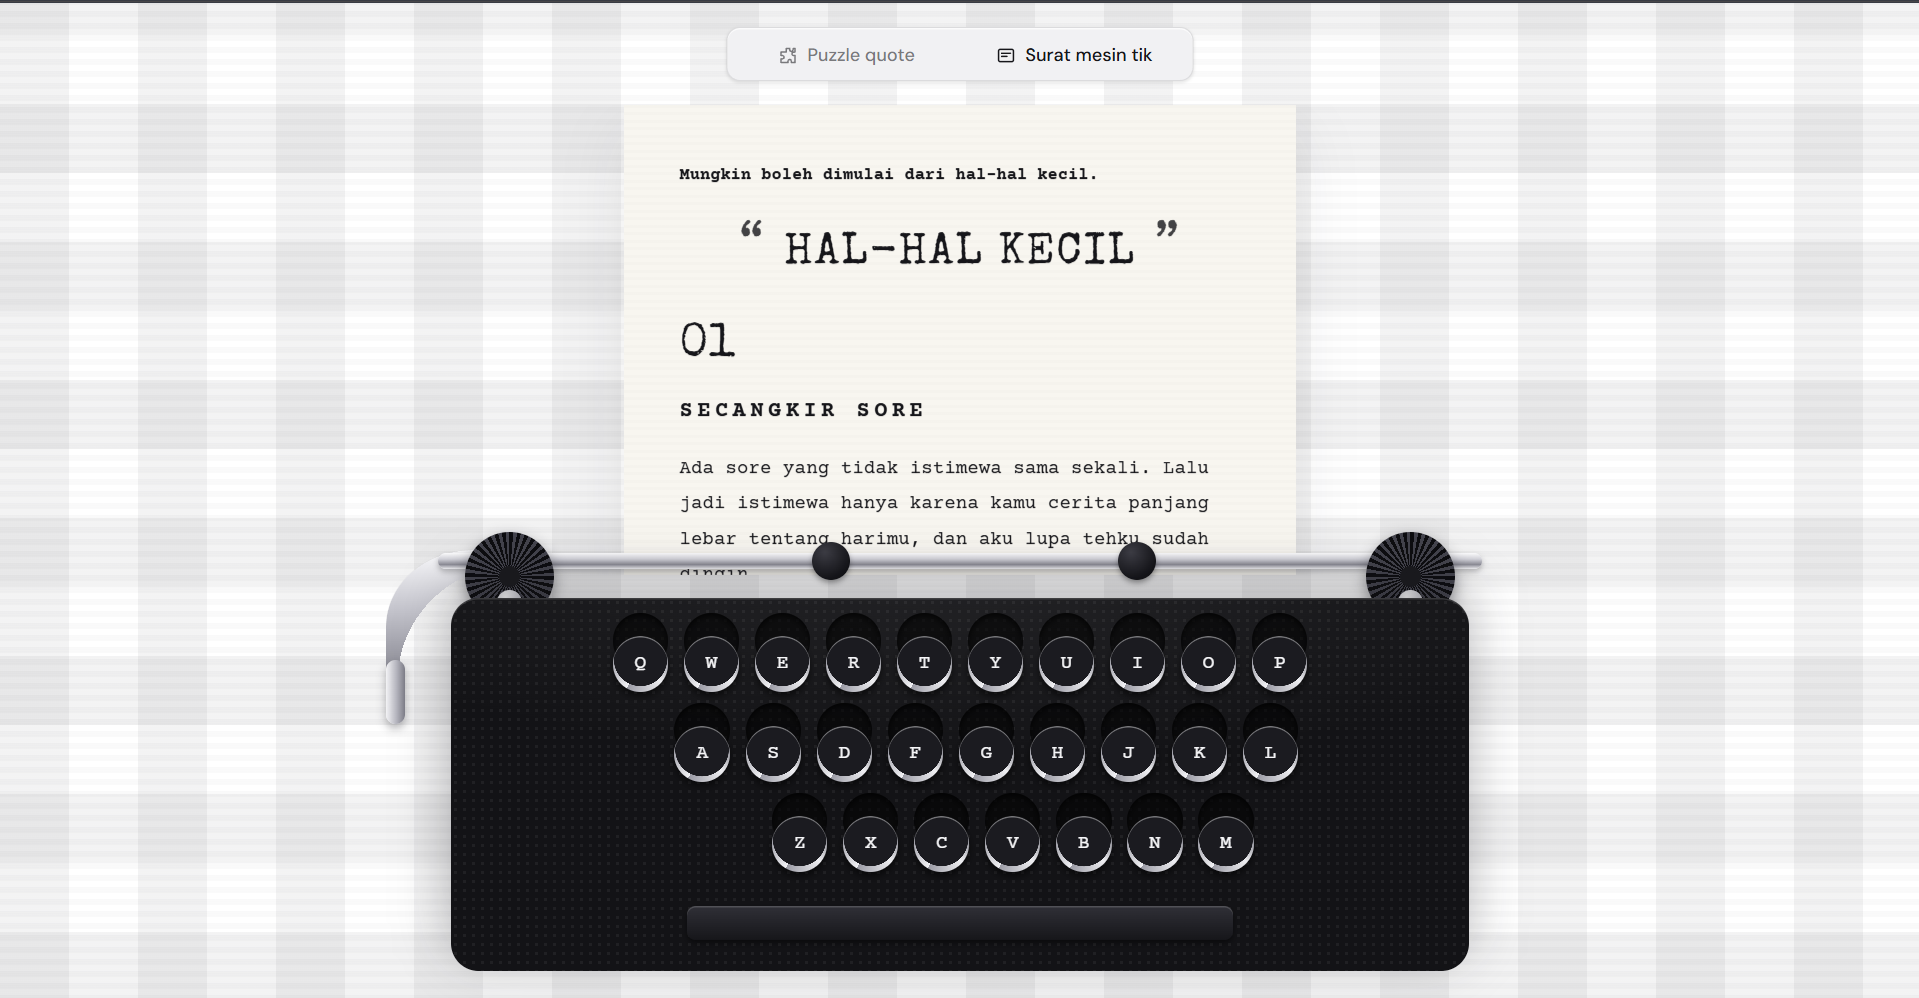 Puzzle quote
Surat mesin tik
Mungkin boleh dimulai dari hal-hal kecil.
“ HAL-HAL KECIL ”
01
SECANGKIR SORE
Ada sore yang tidak istimewa sama sekali. Lalu
jadi istimewa hanya karena kamu cerita panjang
lebar tentang harimu, dan aku lupa tehku sudah
dingin
Q W E R T Y U I O P
A S D F G H J K L
Z X C V B N M